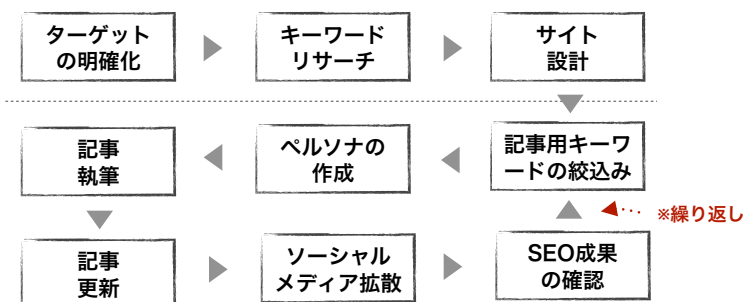 ターゲット
の明確化
キーワード
リサーチ
サイト
設計
記事用キーワ
ードの絞込み
ペルソナの
作成
記事
執筆
記事
更新
ソーシャル
メディア拡散
SEO成果
の確認
※繰り返し